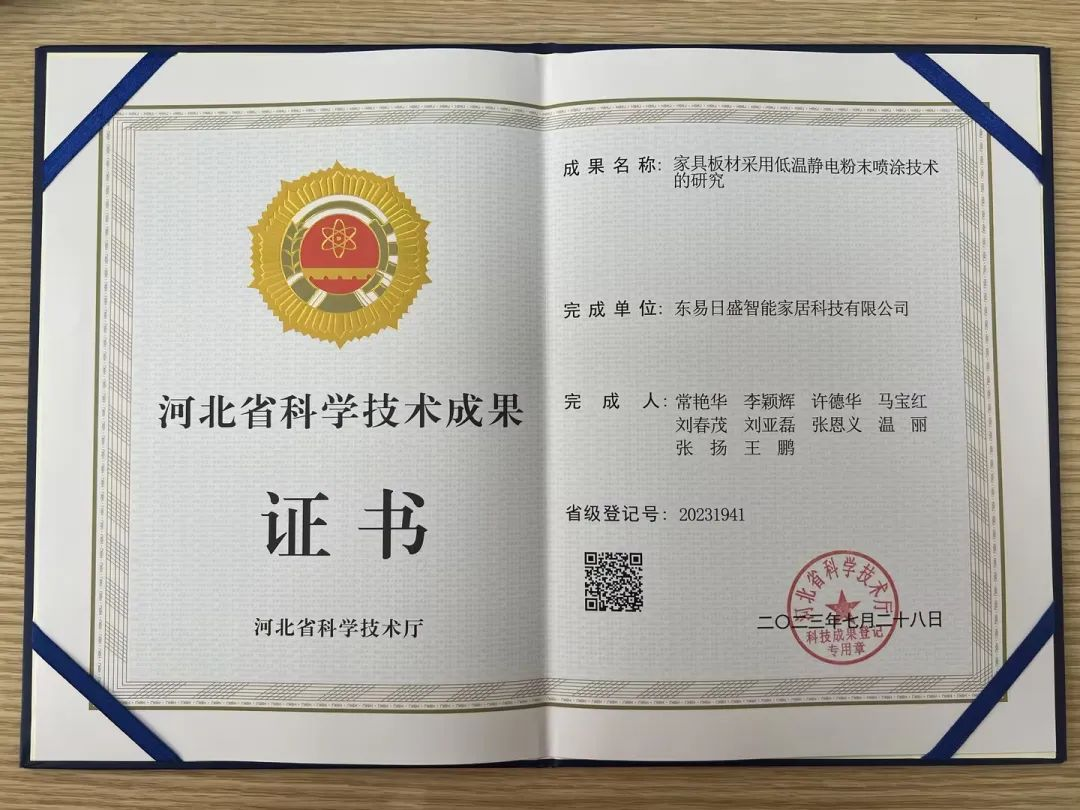 河北省科学技术成果
证书
河北省科学技术厅
成果名称：家具板材采用低温静电粉末喷涂技术
的研究
完成单位：东易日盛智能家居科技有限公司
完成人：常艳华 李颖辉 许德华 马宝红
刘春茂 刘亚磊 张恩义 温丽
张扬 王鹏
省级登记号：20231941
河北省科学技术厅
二〇二三年七月二十八日
科技成果登记
专用章